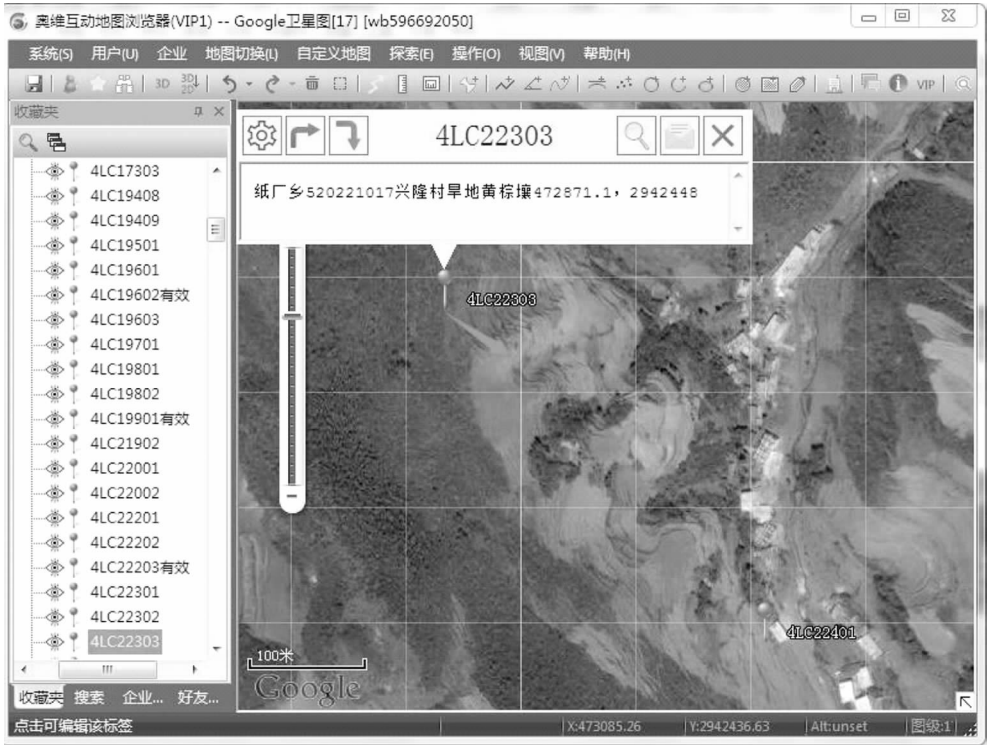 奥维互动地图浏览器(VIP1) -- Google卫星图[17] [wb596692050]
系统(S) 用户(U) 企业 地图切换(L) 自定义地图 探索(E) 操作(O) 视图(V) 帮助(H)
3D 3D 2D VIP
收藏夹
4LC17303
4LC19408
4LC19409
4LC19501
4LC19601
4LC19602有效
4LC19603
4LC19701
4LC19801
4LC19802
4LC19901有效
4LC21902
4LC22001
4LC22002
4LC22201
4LC22202
4LC22203有效
4LC22301
4LC22302
4LC22303
收藏夹 搜索 企业... 好友...
4LC22303
纸厂乡520221017兴隆村旱地黄棕壤472871.1，2942448
4LC22303
4LC22401
100米
Google
点击可编辑该标签 X:473085.26 Y:2942436.63 Alt:unset 图级:1